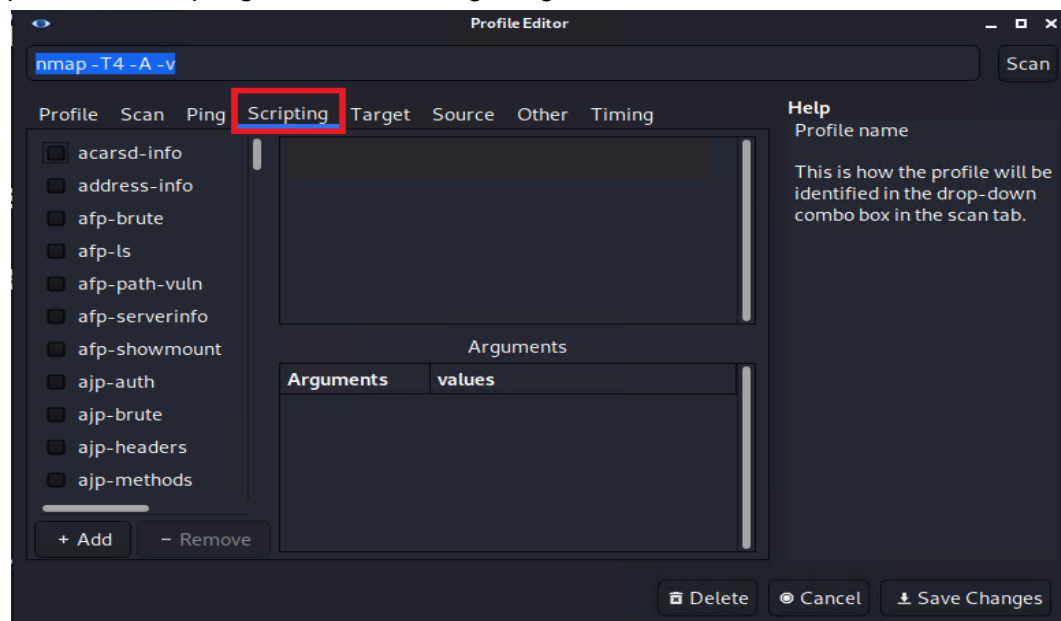 Profile Editor
nmap -T4 -A -v
Scan
Profile Scan Ping Scripting Target Source Other Timing
acarsd-info
address-info
afp-brute
afp-ls
afp-path-vuln
afp-serverinfo
afp-showmount
ajp-auth
ajp-brute
ajp-headers
ajp-methods
+ Add
- Remove
Arguments
Arguments values
Help
Profile name
This is how the profile will be
identified in the drop-down
combo box in the scan tab.
Delete
Cancel
Save Changes